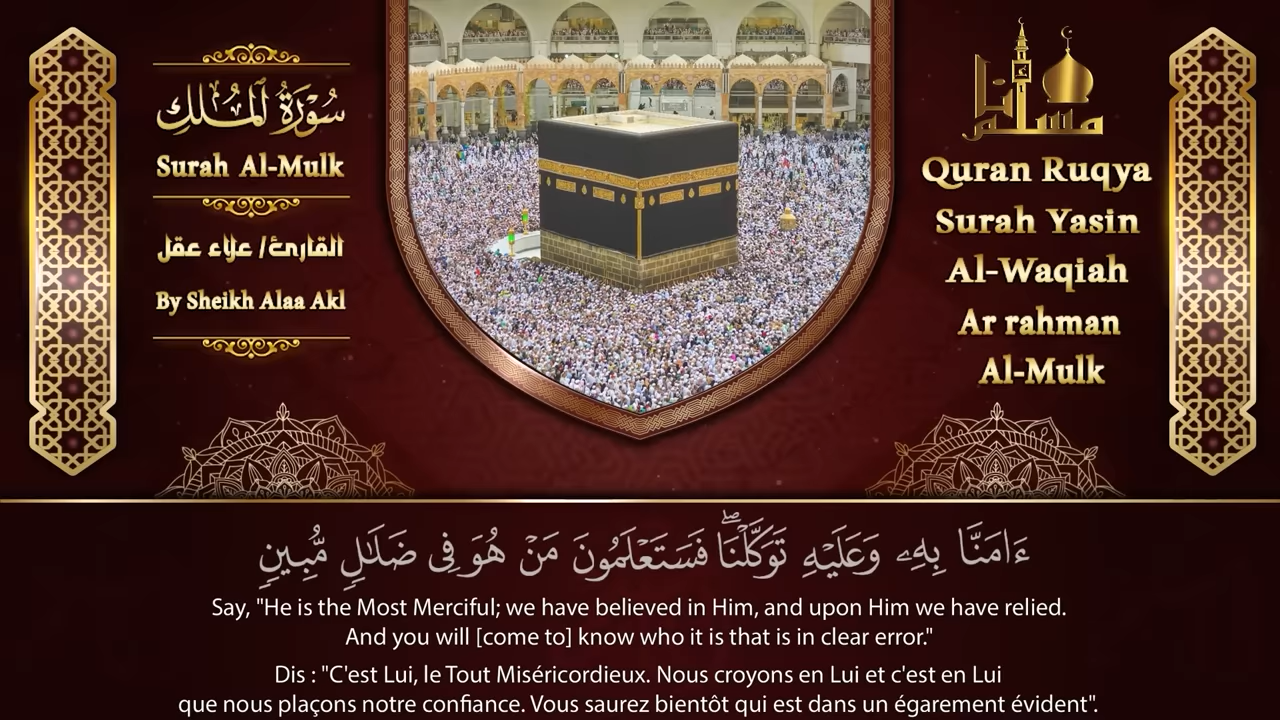 سُورَةُ ٱلْمُلْكِ
Surah Al-Mulk
القارئ/ علاء عقل
By Sheikh Alaa Akl
أنا مسلم
Quran Ruqya
Surah Yasin
Al-Waqiah
Ar rahman
Al-Mulk
ءَامَنَّا بِهِۦ وَعَلَيْهِ تَوَكَّلْنَاۖ فَسَتَعْلَمُونَ مَنْ هُوَ فِى ضَلَـٰلٍ مُّبِينٍ
Say, "He is the Most Merciful; we have believed in Him, and upon Him we have relied.
And you will [come to] know who it is that is in clear error."
Dis : "C'est Lui, le Tout Miséricordieux. Nous croyons en Lui et c'est en Lui
que nous plaçons notre confiance. Vous saurez bientôt qui est dans un égarement évident".